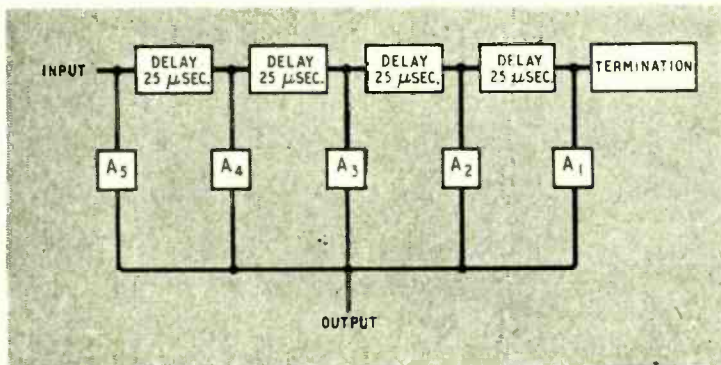 INPUT
DELAY
25 μSEC.
DELAY
25 μSEC.
DELAY
25 μSEC.
DELAY
25 μSEC.
TERMINATION
A5
A4
A3
A2
A1
OUTPUT